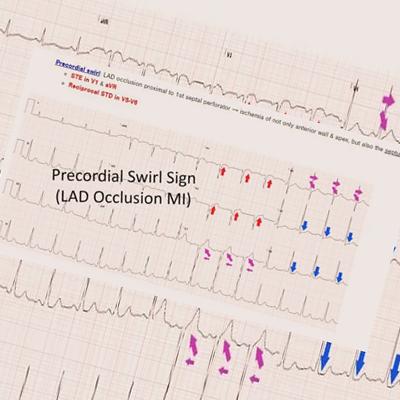 aVR
V1
Precordial swirl: LAD occlusion proximal to 1st septal perforator → ischemia of not only anterior wall & apex, but also the
STE in V1 & aVR
Reciprocal STD in V5-V6
Precordial Swirl Sign
(LAD Occlusion MI)